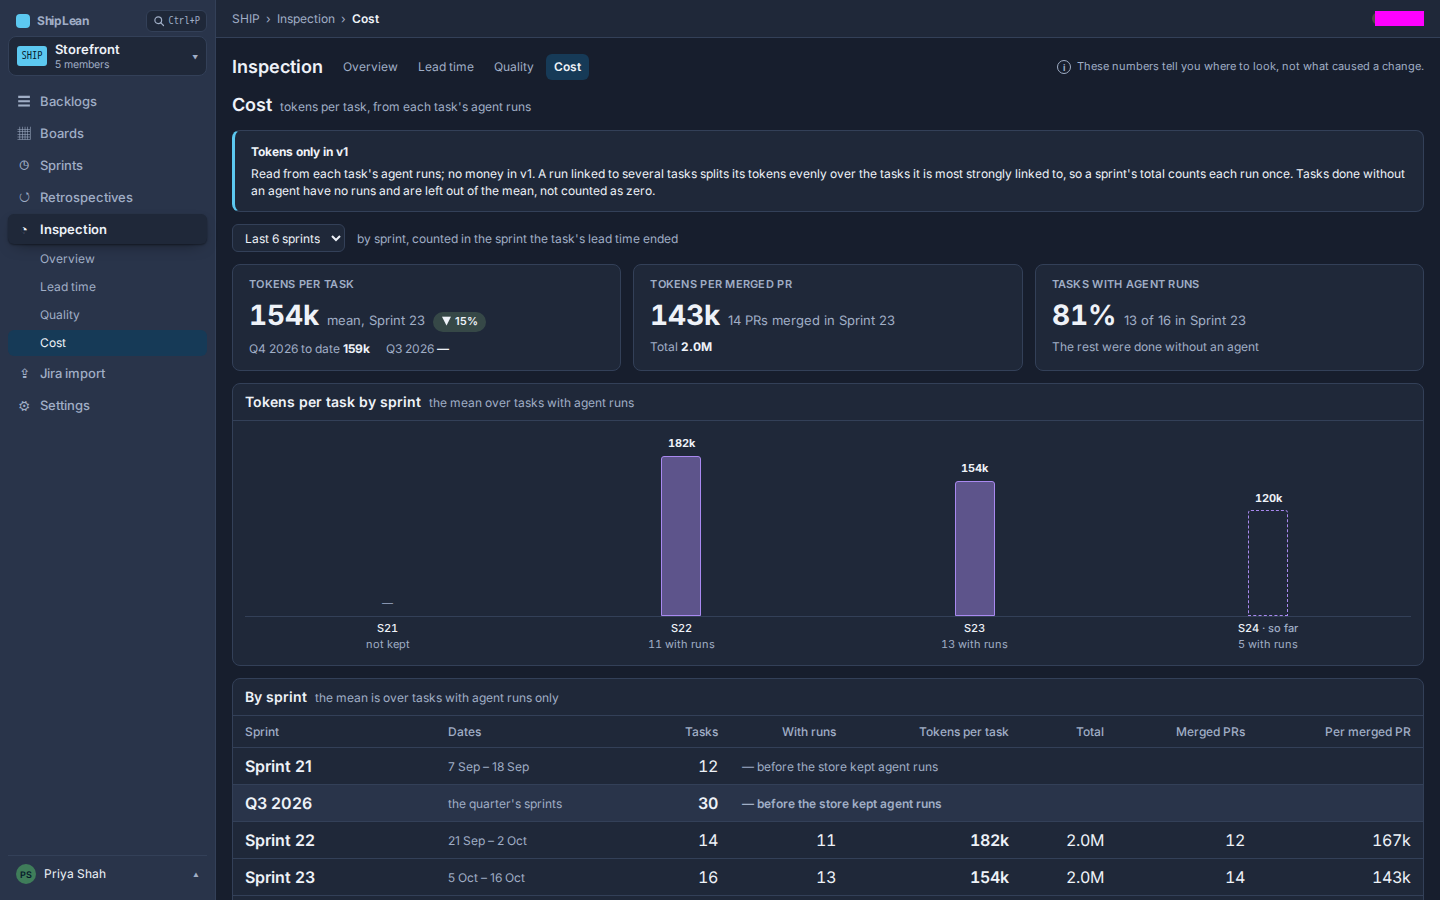 ShipLean
Ctrl+P
SHIP
Storefront
5 members
Backlogs
Boards
Sprints
Retrospectives
Inspection
Overview
Lead time
Quality
Cost
Jira import
Settings
PS
Priya Shah
SHIP › Inspection › Cost
Inspection Overview Lead time Quality Cost
These numbers tell you where to look, not what caused a change.
Cost tokens per task, from each task's agent runs
Tokens only in v1
Read from each task's agent runs; no money in v1. A run linked to several tasks splits its tokens evenly over the tasks it is most strongly linked to, so a sprint's total counts each run once. Tasks done without
an agent have no runs and are left out of the mean, not counted as zero.
Last 6 sprints by sprint, counted in the sprint the task's lead time ended
TOKENS PER TASK
154k mean, Sprint 23 ▼ 15%
Q4 2026 to date 159k Q3 2026 —
TOKENS PER MERGED PR
143k 14 PRs merged in Sprint 23
Total 2.0M
TASKS WITH AGENT RUNS
81% 13 of 16 in Sprint 23
The rest were done without an agent
Tokens per task by sprint the mean over tasks with agent runs
182k
154k
120k
—
S21 S22 S23 S24 · so far
not kept 11 with runs 13 with runs 5 with runs
By sprint the mean is over tasks with agent runs only
Sprint Dates Tasks With runs Tokens per task Total Merged PRs Per merged PR
Sprint 21 7 Sep – 18 Sep 12 — before the store kept agent runs
Q3 2026 the quarter's sprints 30 — before the store kept agent runs
Sprint 22 21 Sep – 2 Oct 14 11 182k 2.0M 12 167k
Sprint 23 5 Oct – 16 Oct 16 13 154k 2.0M 14 143k